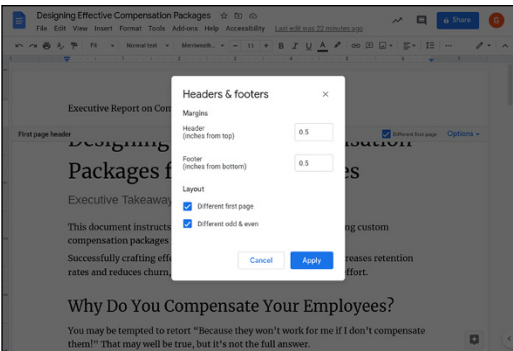 Designing Effective Compensation Packages
File Edit View Insert Format Tools Add-ons Help Accessibility Last edit was 22 minutes ago
Share
G
Fit Normal text Merriweath... - 11 +
B I U A
Executive Report on Com
First page header
Different first page Options
Packages f es
Executive Takeaway
This document instructs ng custom
compensation packages
Successfully crafting effe reases retention
rates and reduces churn, effort.
Why Do You Compensate Your Employees?
You may be tempted to retort "Because they won't work for me if I don't compensate
them!" That may well be true, but it's not the full answer.
Headers & footers
Margins
Header
(inches from top)
0.5
Footer
(inches from bottom)
0.5
Layout
Different first page
Different odd & even
Cancel Apply